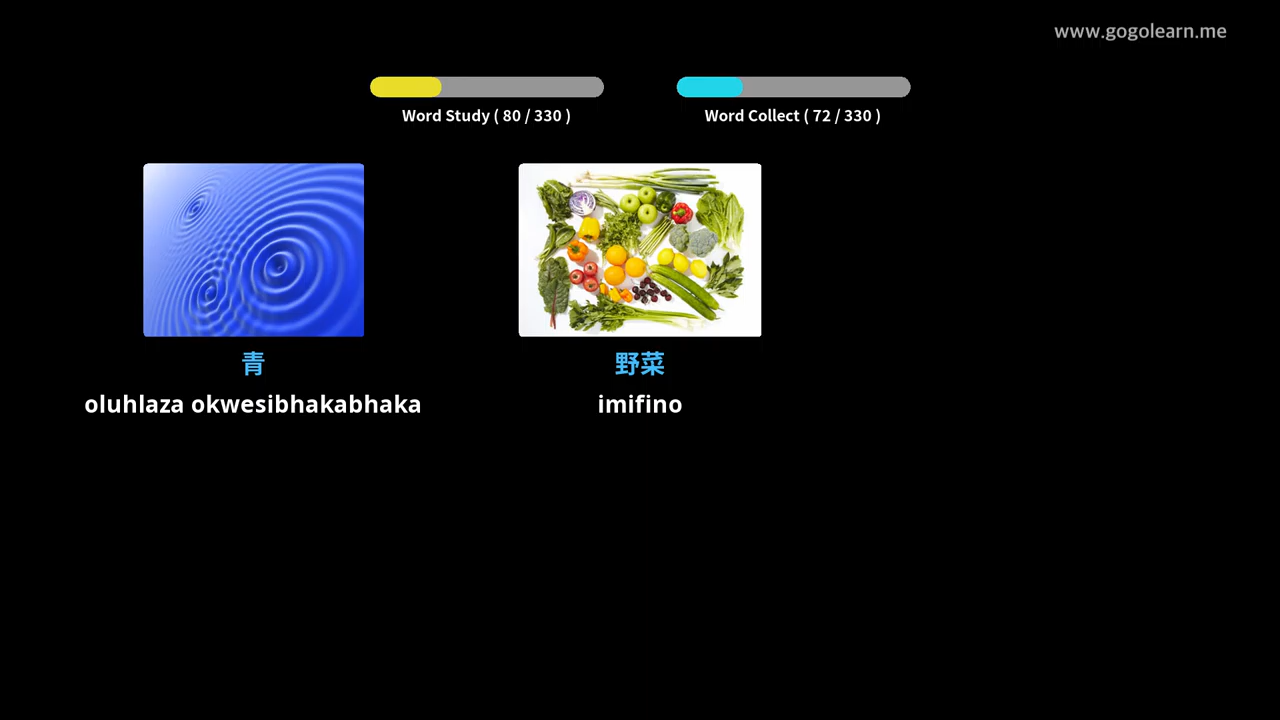 www.gogolearn.me
Word Study ( 80 / 330 )
Word Collect ( 72 / 330 )
青
oluhlaza okwesibhakabhaka
野菜
imifino